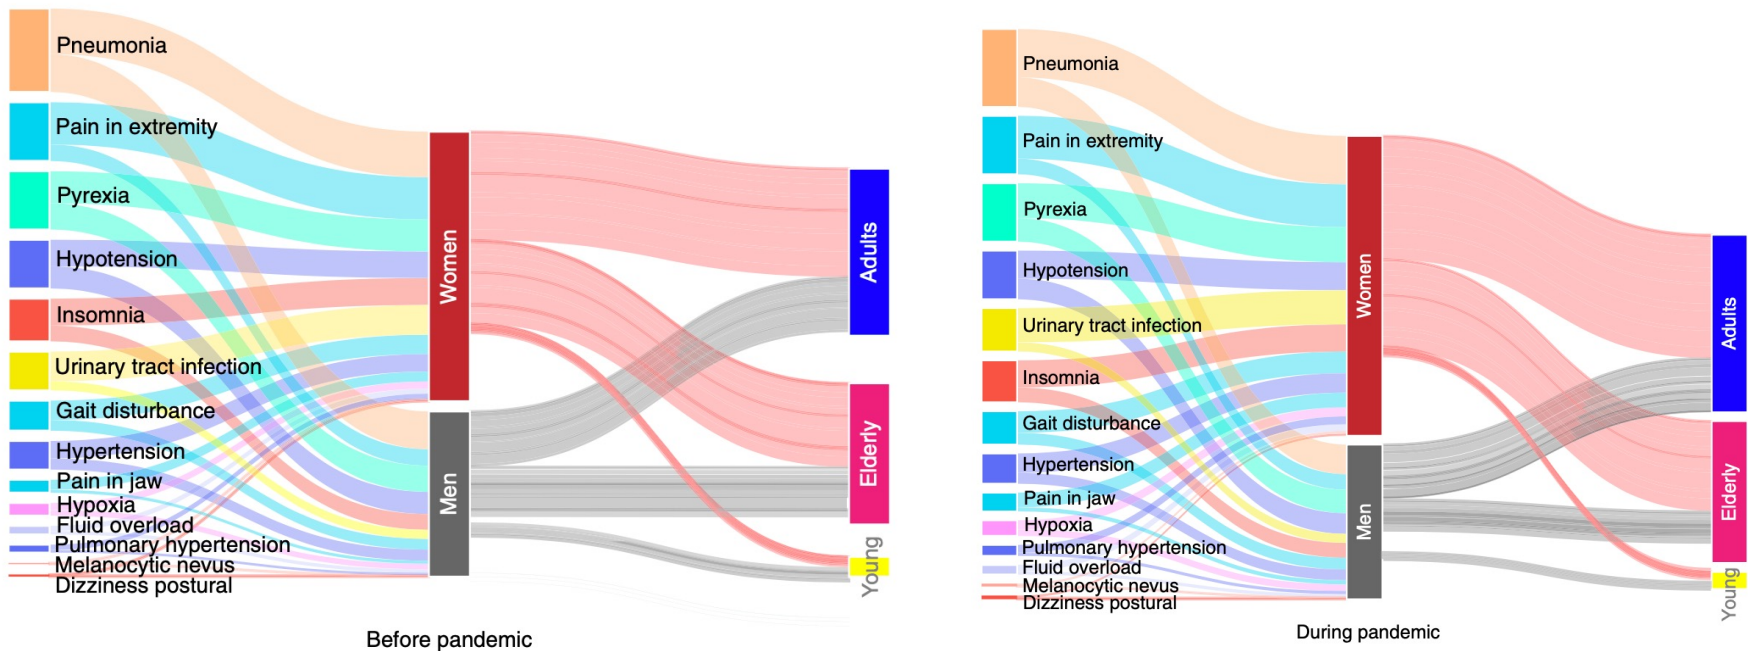 Pneumonia
Pain in extremity
Pyrexia
Hypotension
Insomnia
Urinary tract infection
Gait disturbance
Hypertension
Pain in jaw
Hypoxia
Fluid overload
Pulmonary hypertension
Melanocytic nevus
Dizziness postural
Women
Men
Adults
Elderly
Young
Before pandemic
Pneumonia
Pain in extremity
Pyrexia
Hypotension
Urinary tract infection
Insomnia
Gait disturbance
Hypertension
Pain in jaw
Hypoxia
Pulmonary hypertension
Fluid overload
Melanocytic nevus
Dizziness postural
Women
Men
Adults
Elderly
Young
During pandemic